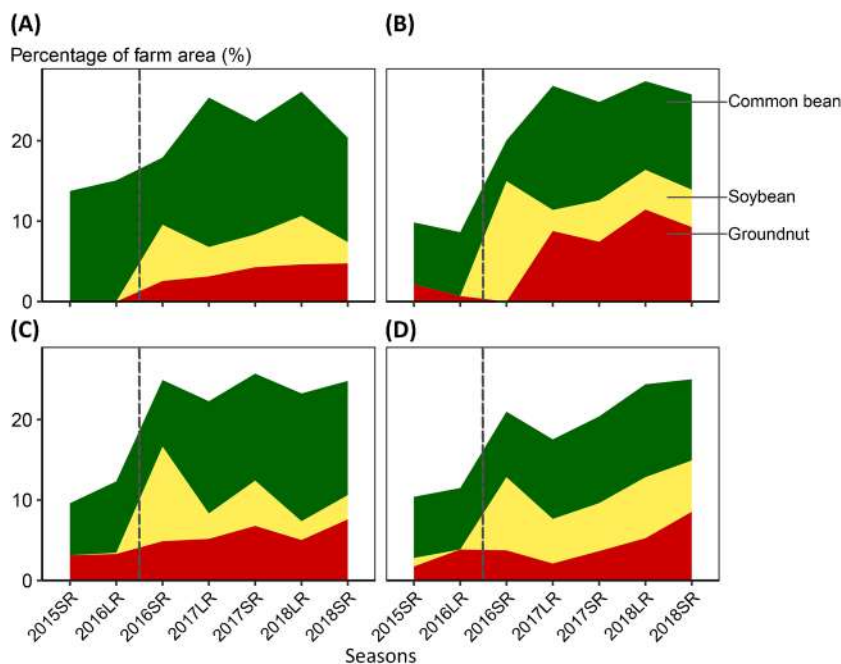 (A)
(B)
Percentage of farm area (%)
20
10
0
Common bean
Soybean
Groundnut
(C)
(D)
20
10
0
2015SR
2016LR
2016SR
2017LR
2017SR
2018LR
2018SR
2015SR
2016LR
2016SR
2017LR
2017SR
2018LR
2018SR
Seasons